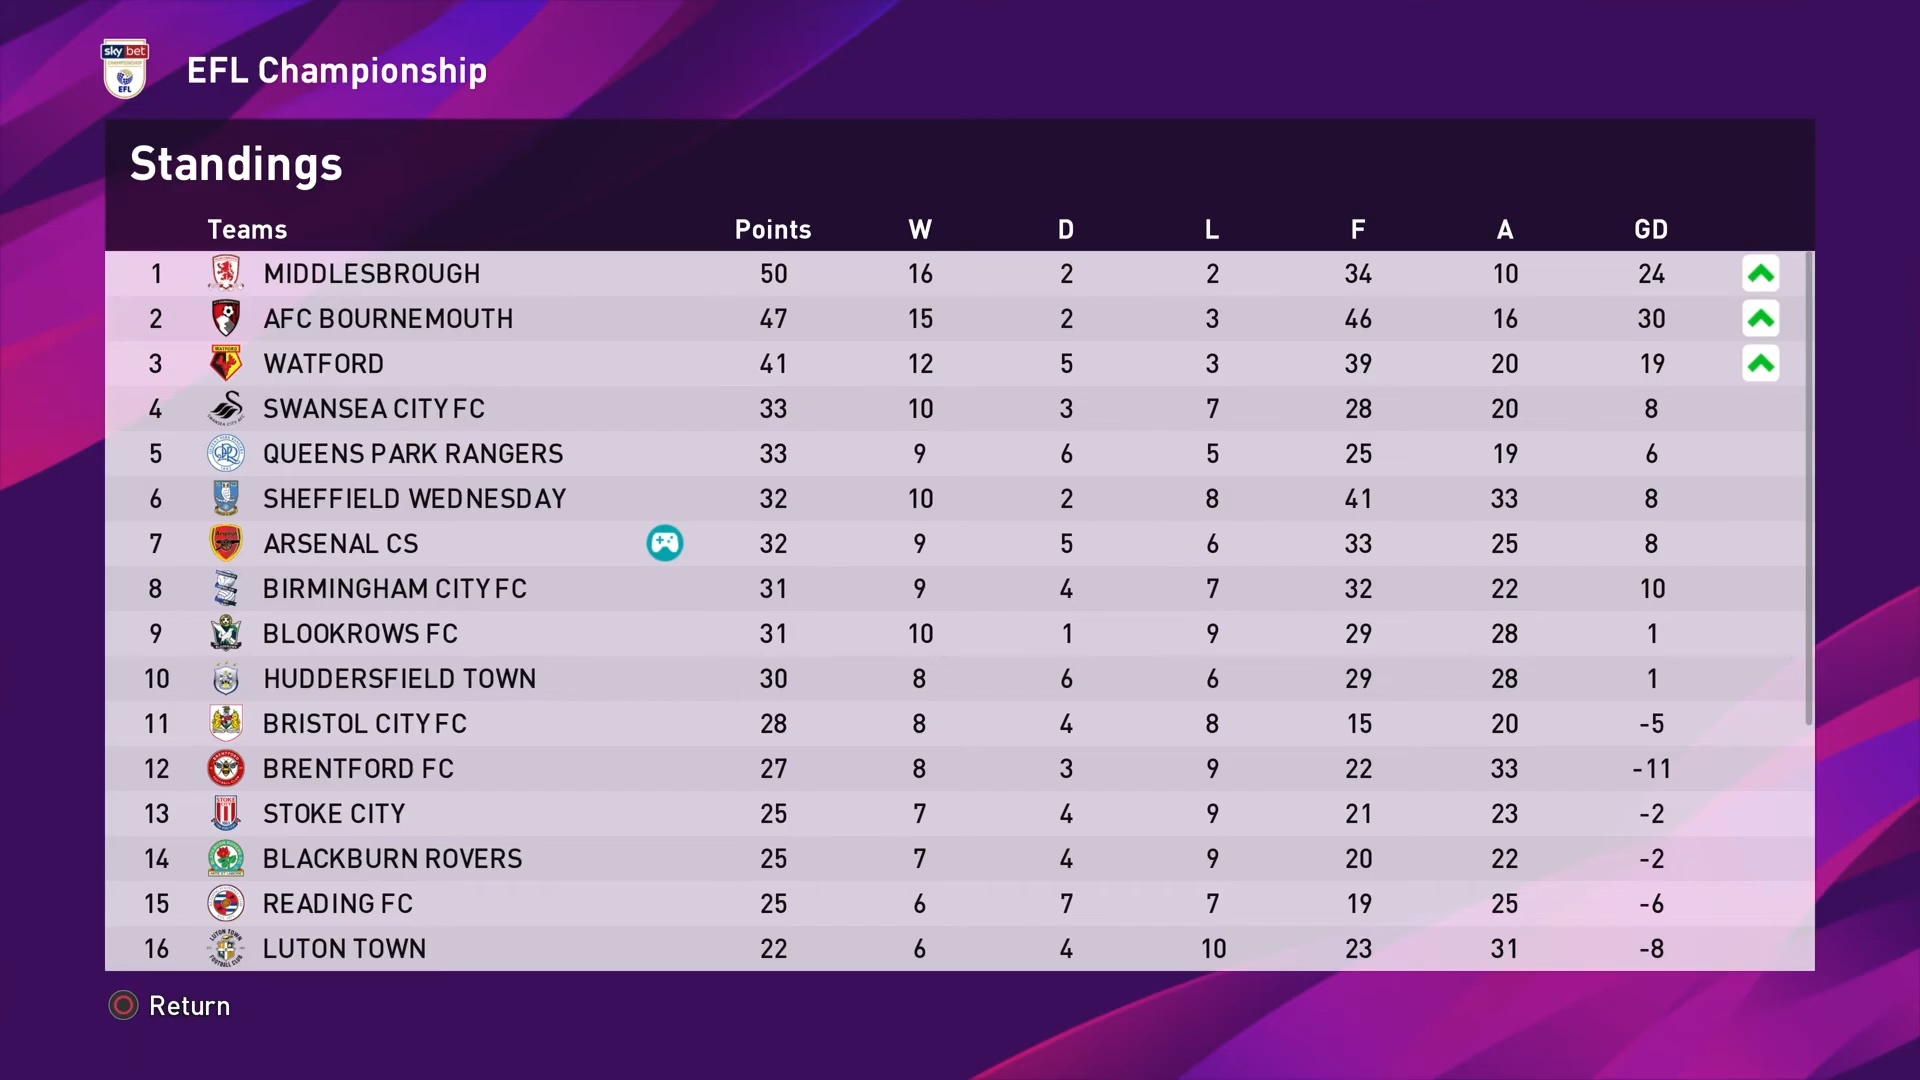 sky bet
EFL
EFL Championship
Standings
Teams Points W D L F A GD
1 MIDDLESBROUGH 50 16 2 2 34 10 24
2 AFC BOURNEMOUTH 47 15 2 3 46 16 30
3 WATFORD 41 12 5 3 39 20 19
4 SWANSEA CITY FC 33 10 3 7 28 20 8
5 QUEENS PARK RANGERS 33 9 6 5 25 19 6
6 SHEFFIELD WEDNESDAY 32 10 2 8 41 33 8
7 ARSENAL CS 32 9 5 6 33 25 8
8 BIRMINGHAM CITY FC 31 9 4 7 32 22 10
9 BLOOKROWS FC 31 10 1 9 29 28 1
10 HUDDERSFIELD TOWN 30 8 6 6 29 28 1
11 BRISTOL CITY FC 28 8 4 8 15 20 -5
12 BRENTFORD FC 27 8 3 9 22 33 -11
13 STOKE CITY 25 7 4 9 21 23 -2
14 BLACKBURN ROVERS 25 7 4 9 20 22 -2
15 READING FC 25 6 7 7 19 25 -6
16 LUTON TOWN 22 6 4 10 23 31 -8
Return